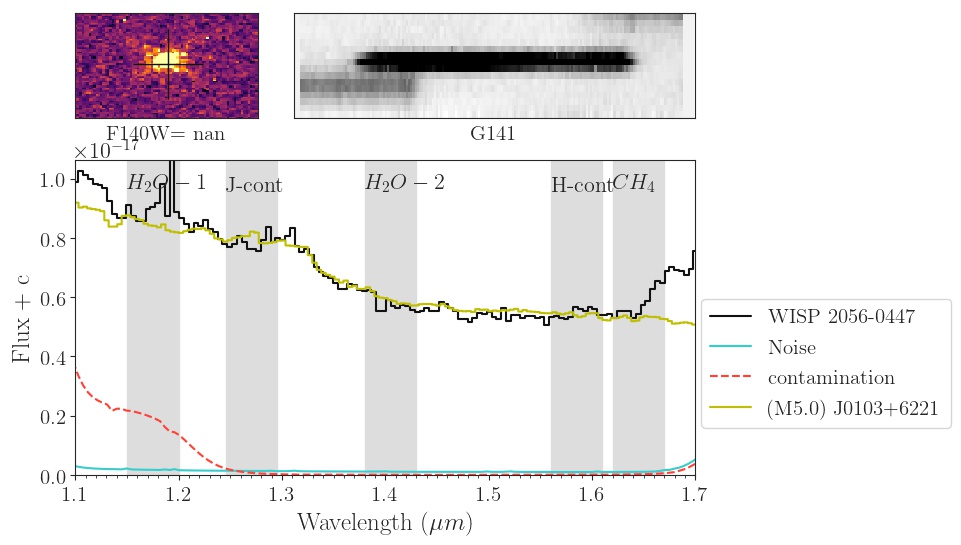 F140W= nan
G141
×10⁻¹⁷
H₂O − 1
J-cont
H₂O − 2
H-cont
CH₄
1.0
0.8
0.6
0.4
0.2
0.0
Flux + c
1.1
1.2
1.3
1.4
1.5
1.6
1.7
Wavelength (μm)
WISP 2056-0447
Noise
contamination
(M5.0) J0103+6221